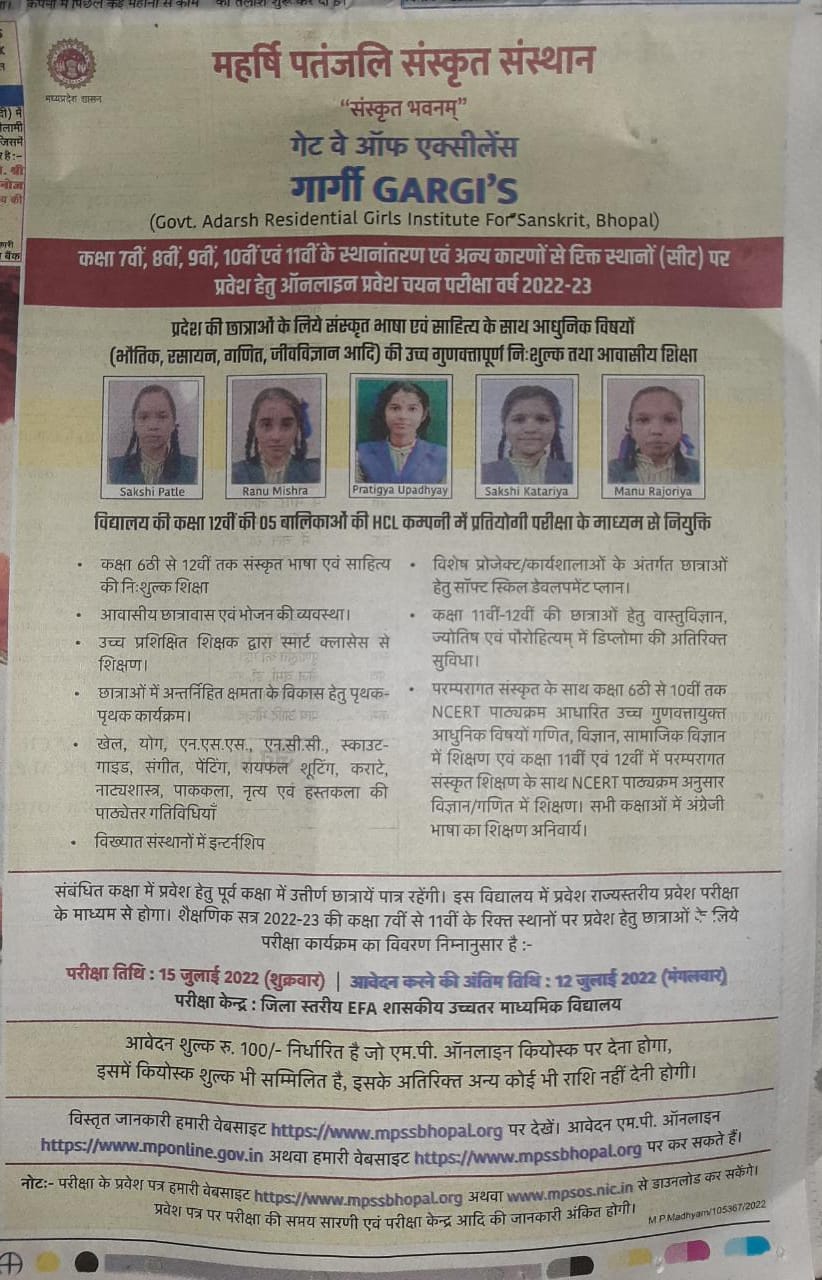 कंपनी में पिछले कई महीनों से काम की तलाश शुरू कर दी है।
मध्यप्रदेश शासन
महर्षि पतंजलि संस्कृत संस्थान
“संस्कृत भवनम्”
गेट वे ऑफ एक्सीलेंस
गार्गी GARGI'S
(Govt. Adarsh Residential Girls Institute For Sanskrit, Bhopal)
कक्षा 7वीं, 8वीं, 9वीं, 10वीं एवं 11वीं के स्थानांतरण एवं अन्य कारणों से रिक्त स्थानों (सीट) पर
प्रवेश हेतु ऑनलाइन प्रवेश चयन परीक्षा वर्ष 2022-23
प्रदेश की छात्राओं के लिये संस्कृत भाषा एवं साहित्य के साथ आधुनिक विषयों
(भौतिक, रसायन, गणित, जीवविज्ञान आदि) की उच्च गुणवत्तापूर्ण निःशुल्क तथा आवासीय शिक्षा
Sakshi Patle
Ranu Mishra
Pratigya Upadhyay
Sakshi Katariya
Manu Rajoriya
विद्यालय की कक्षा 12वीं की 05 बालिकाओं की HCL कम्पनी में प्रतियोगी परीक्षा के माध्यम से नियुक्ति
• कक्षा 6ठी से 12वीं तक संस्कृत भाषा एवं साहित्य
की निःशुल्क शिक्षा
• आवासीय छात्रावास एवं भोजन की व्यवस्था।
• उच्च प्रशिक्षित शिक्षक द्वारा स्मार्ट क्लासेस से
शिक्षण।
• छात्राओं में अन्तर्निहित क्षमता के विकास हेतु पृथक-
पृथक कार्यक्रम।
• खेल, योग, एन.एस.एस., एन.सी.सी., स्काउट-
गाइड, संगीत, पेंटिंग, रायफल शूटिंग, कराटे,
नाट्यशास्त्र, पाककला, नृत्य एवं हस्तकला की
पाठ्येत्तर गतिविधियाँ
• विख्यात संस्थानों में इन्टर्नशिप
• विशेष प्रोजेक्ट/कार्यशालाओं के अंतर्गत छात्राओं
हेतु सॉफ्ट स्किल डेवलपमेंट प्लान।
• कक्षा 11वीं-12वीं की छात्राओं हेतु वास्तुविज्ञान,
ज्योतिष एवं पौरोहित्यम् में डिप्लोमा की अतिरिक्त
सुविधा।
• परम्परागत संस्कृत के साथ कक्षा 6ठी से 10वीं तक
NCERT पाठ्यक्रम आधारित उच्च गुणवत्तायुक्त
आधुनिक विषयों गणित, विज्ञान, सामाजिक विज्ञान
में शिक्षण एवं कक्षा 11वीं एवं 12वीं में परम्परागत
संस्कृत शिक्षण के साथ NCERT पाठ्यक्रम अनुसार
विज्ञान/गणित में शिक्षण। सभी कक्षाओं में अंग्रेजी
भाषा का शिक्षण अनिवार्य।
संबंधित कक्षा में प्रवेश हेतु पूर्व कक्षा में उत्तीर्ण छात्रायें पात्र रहेंगी। इस विद्यालय में प्रवेश राज्यस्तरीय प्रवेश परीक्षा
के माध्यम से होगा। शैक्षणिक सत्र 2022-23 की कक्षा 7वीं से 11वीं के रिक्त स्थानों पर प्रवेश हेतु छात्राओं के लिये
परीक्षा कार्यक्रम का विवरण निम्नानुसार है :-
परीक्षा तिथि : 15 जुलाई 2022 (शुक्रवार) | आवेदन करने की अंतिम तिथि : 12 जुलाई 2022 (मंगलवार)
परीक्षा केन्द्र : जिला स्तरीय EFA शासकीय उच्चतर माध्यमिक विद्यालय
आवेदन शुल्क रु. 100/- निर्धारित है जो एम.पी. ऑनलाइन कियोस्क पर देना होगा,
इसमें कियोस्क शुल्क भी सम्मिलित है, इसके अतिरिक्त अन्य कोई भी राशि नहीं देनी होगी।
विस्तृत जानकारी हमारी वेबसाइट https://www.mpssbhopal.org पर देखें। आवेदन एम.पी. ऑनलाइन
https://www.mponline.gov.in अथवा हमारी वेबसाइट https://www.mpssbhopal.org पर कर सकते हैं।
नोटः- परीक्षा के प्रवेश पत्र हमारी वेबसाइट https://www.mpssbhopal.org अथवा www.mpsos.nic.in से डाउनलोड कर सकेंगे।
प्रवेश पत्र पर परीक्षा की समय सारणी एवं परीक्षा केन्द्र आदि की जानकारी अंकित होगी।
M.P.Madhyam/105367/2022